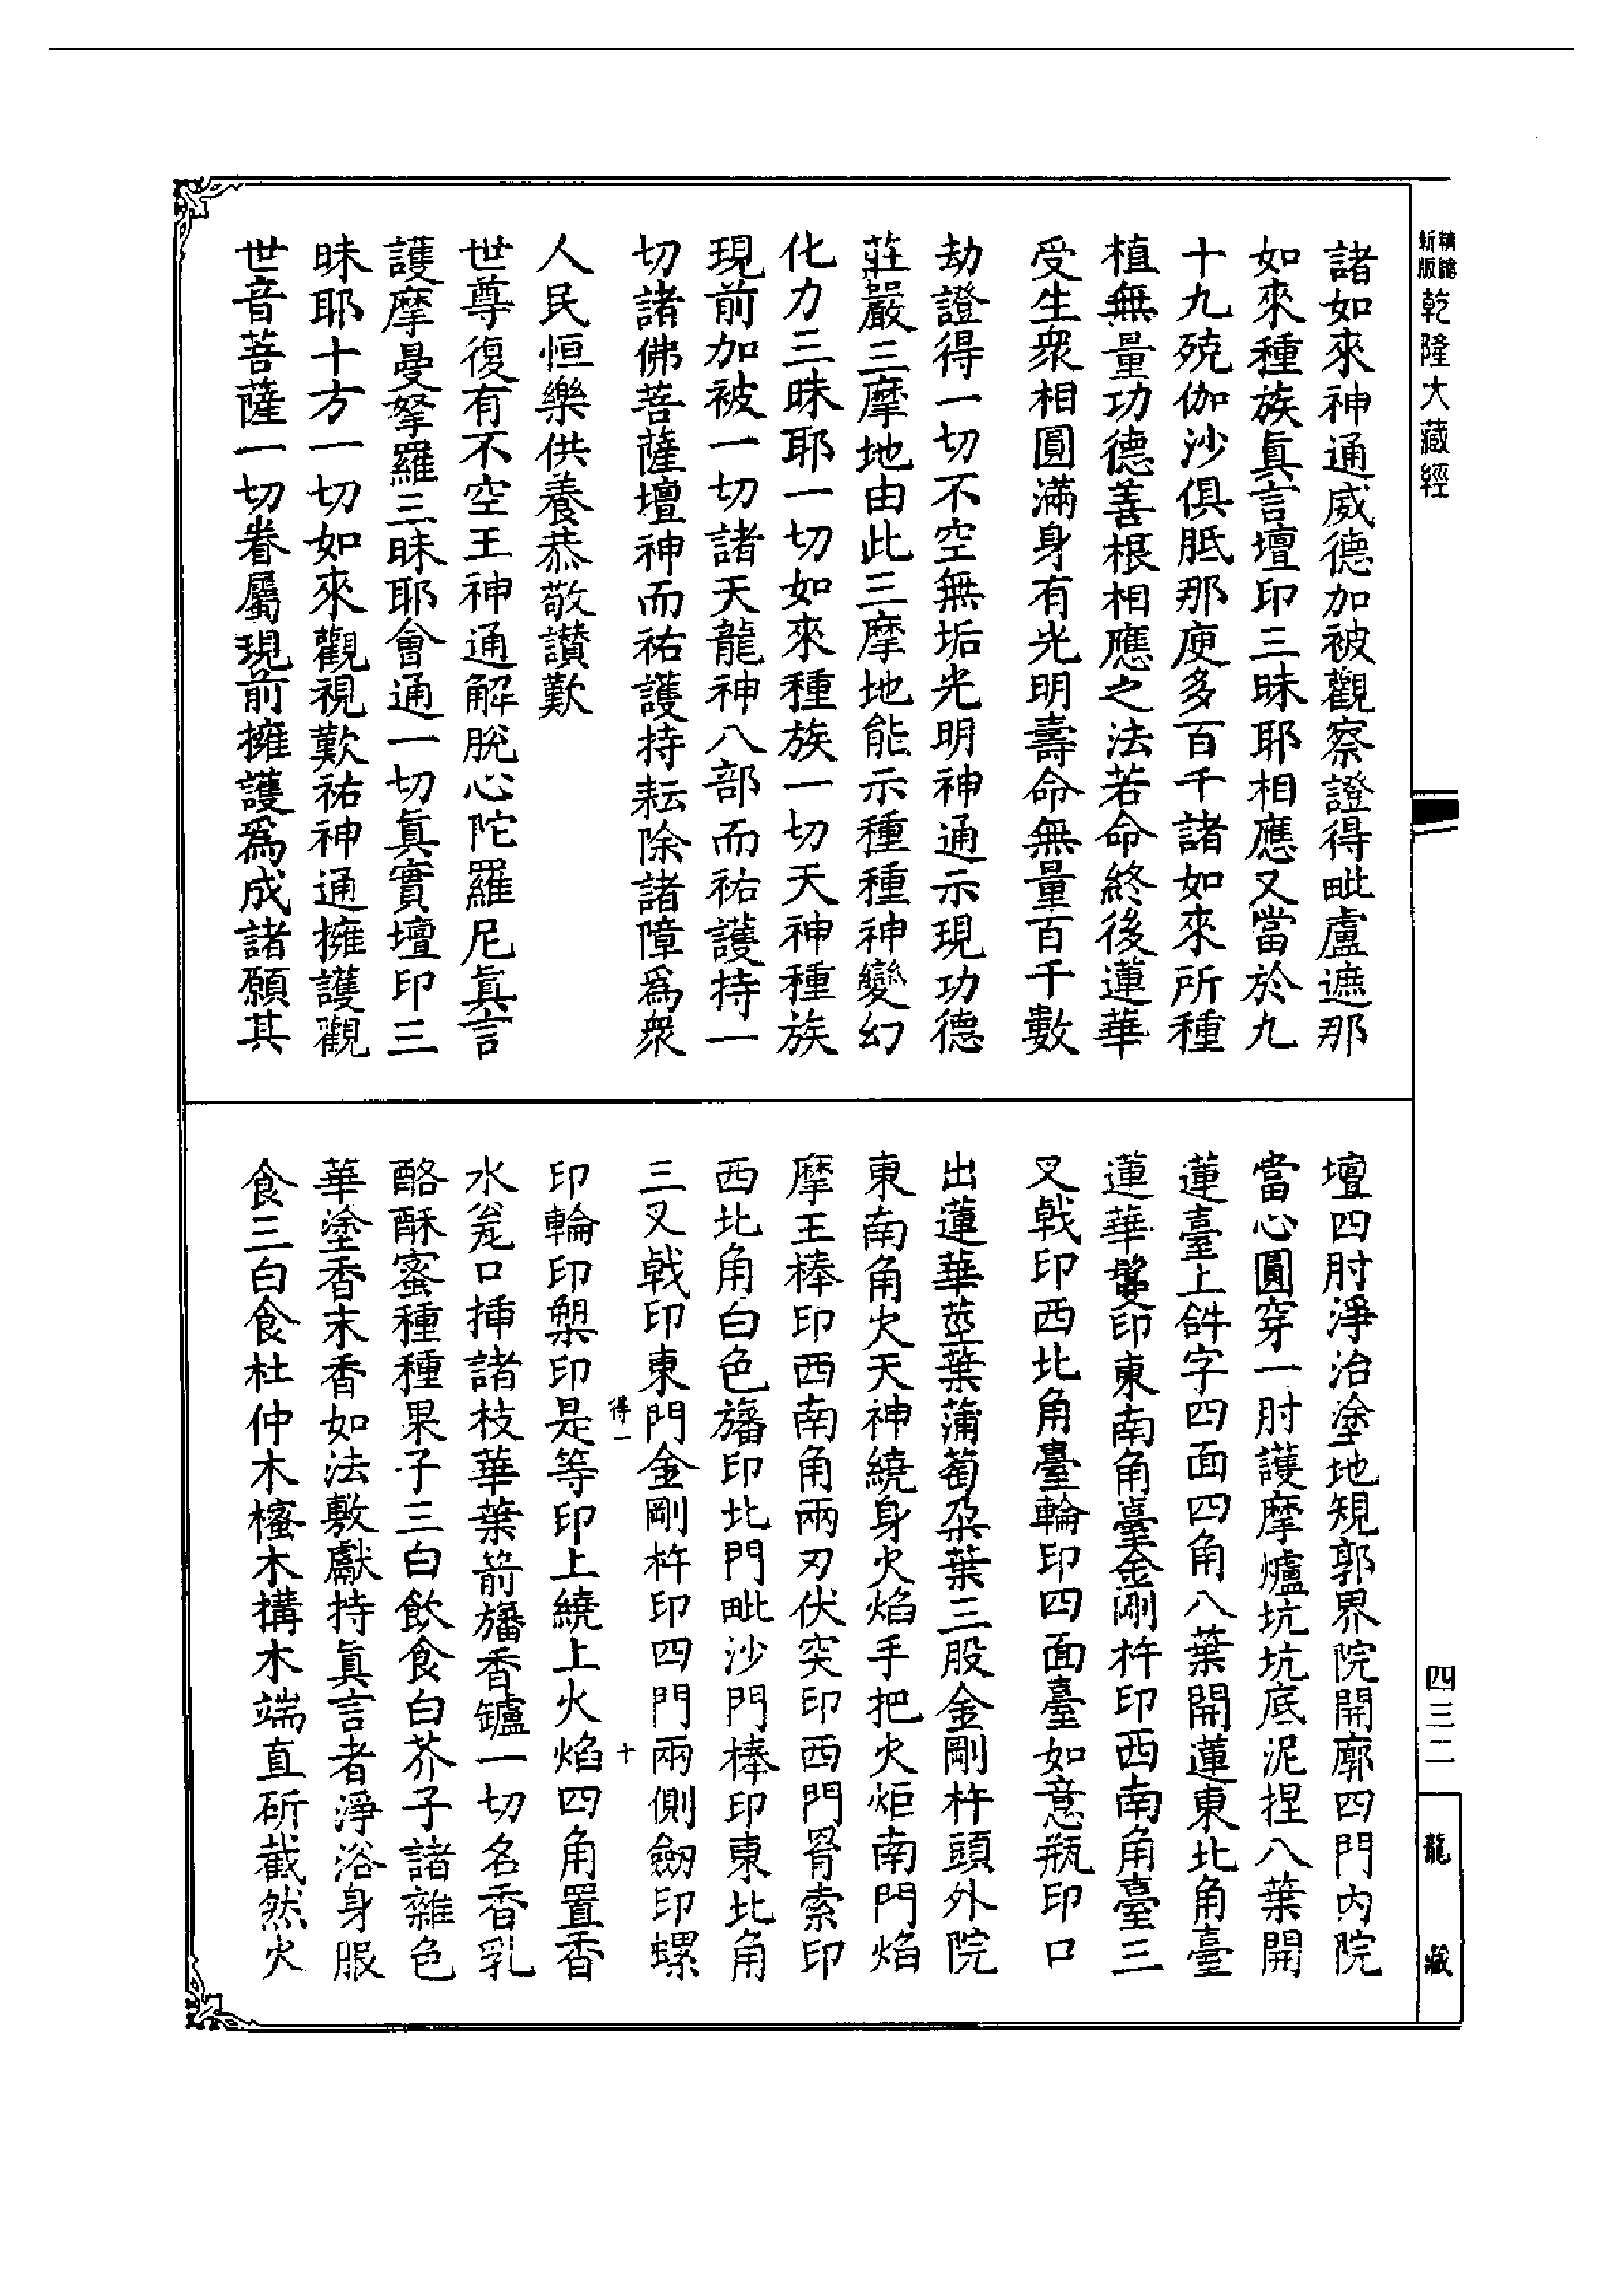 精縮新版乾隆大藏經
諸如來神通威德加被觀察證得毗盧遮那
如來種族眞言壇印三昧耶相應又當於九
十九殑伽沙俱胝那庾多百千諸如來所種
植無量功德善根相應之法若命終後蓮華
受生衆相圓滿身有光明壽命無量百千數
劫證得一切不空無垢光明神通示現功德
莊嚴三摩地由此三摩地能示種種神變幻
化力三昧耶一切如來種族一切天神種族
現前加被一切諸天龍神八部而祐護持一
切諸佛菩薩壇神而祐護持耘除諸障爲衆
人民恒樂供養恭敬讚歎
世尊復有不空王神通解脫心陀羅尼眞言
護摩曼拏羅三昧耶會通一切眞實壇印三
昧耶十方一切如來觀視歎祐神通擁護觀
世音菩薩一切眷屬現前擁護爲成諸願其
壇四肘淨治塗地規郭界院開廓四門內院
當心圓穿一肘護摩爐坑坑底泥捏八葉開
蓮臺上𤙖字四面四角八葉開蓮東北角臺
蓮華鬘印東南角臺金剛杵印西南角臺三
叉戟印西北角臺輪印四面臺如意瓶印口
出蓮華莖葉蒲萄朶葉三股金剛杵頭外院
東南角火天神繞身火焰手把火炬南門焰
摩王棒印西南角兩刃伏突印西門罥索印
西北角白色旛印北門毗沙門棒印東北角
三叉戟印東門金剛杵印四門兩側劒印螺
得一 十
印輪印槊印是等印上繞上火焰四角置香
水瓮口揷諸枝華葉箭旛香鑪一切名香乳
酪酥蜜種種果子三白飲食白芥子諸雜色
華塗香末香如法敷獻持眞言者淨浴身服
食三白食杜仲木櫁木構木端直斫截然火
四三二
龍藏